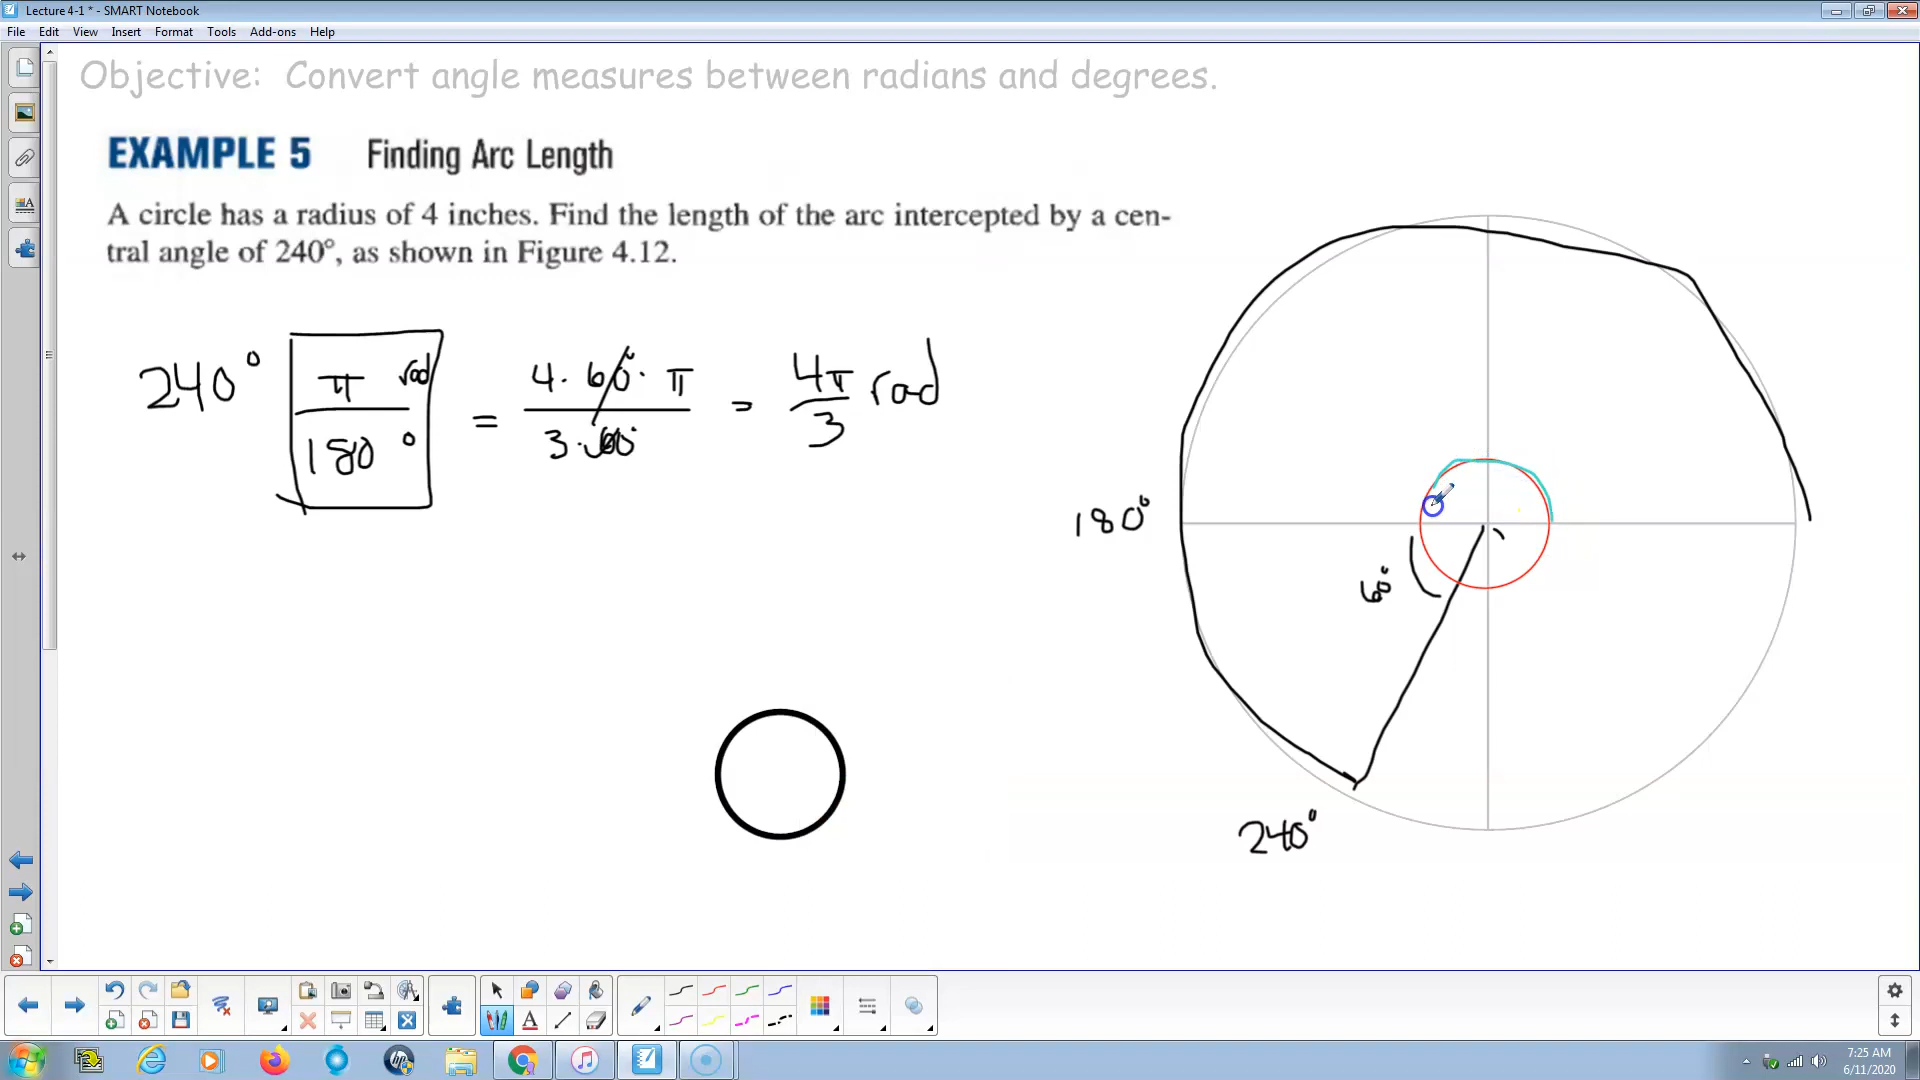 Lecture 4-1 * - SMART Notebook
File Edit View Insert Format Tools Add-ons Help
Objective: Convert angle measures between radians and degrees.
EXAMPLE 5 Finding Arc Length
A circle has a radius of 4 inches. Find the length of the arc intercepted by a cen-
tral angle of 240°, as shown in Figure 4.12.
240° π rad / 180° = 4·60°·π / 3·60° = 4π/3 rad
180°
60°
240°
7:25 AM
6/11/2020